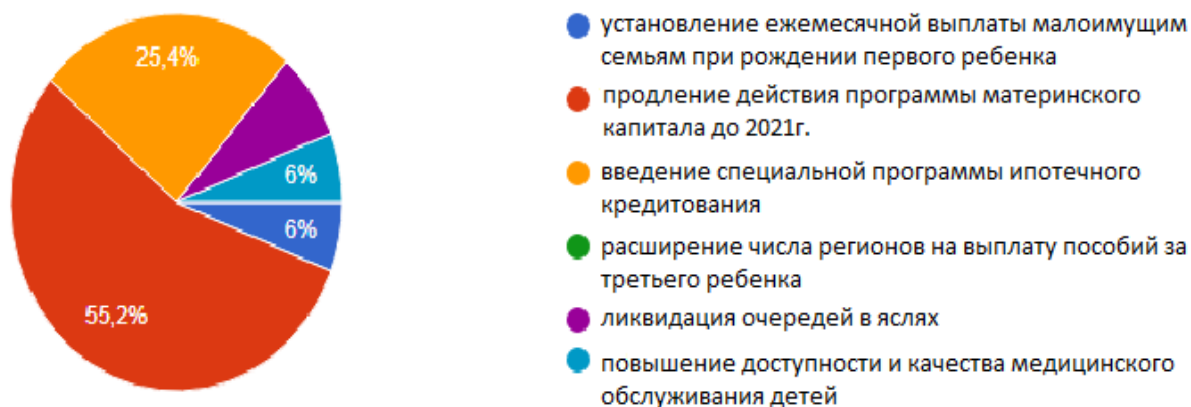 25,4%
6%
6%
55,2%
установление ежемесячной выплаты малоимущим
семьям при рождении первого ребенка
продление действия программы материнского
капитала до 2021г.
введение специальной программы ипотечного
кредитования
расширение числа регионов на выплату пособий за
третьего ребенка
ликвидация очередей в яслях
повышение доступности и качества медицинского
обслуживания детей